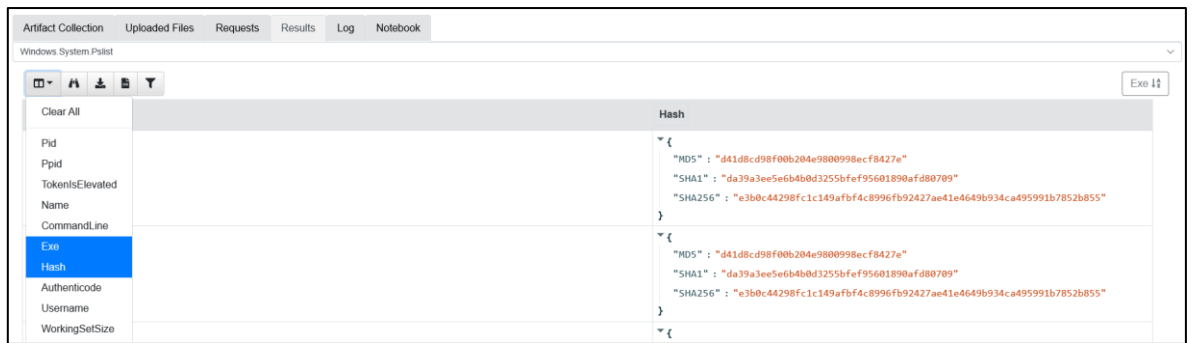 Artifact Collection Uploaded Files Requests Results Log Notebook
Windows.System.Pslist
Exe
Clear All
Hash
Pid
Ppid
TokenIsElevated
Name
CommandLine
Exe
Hash
Authenticode
Username
WorkingSetSize
{
"MD5" : "d41d8cd98f00b204e9800998ecf8427e"
"SHA1" : "da39a3ee5e6b4b0d3255bfef95601890afd80709"
"SHA256" : "e3b0c44298fc1c149afbf4c8996fb92427ae41e4649b934ca495991b7852b855"
}
{
"MD5" : "d41d8cd98f00b204e9800998ecf8427e"
"SHA1" : "da39a3ee5e6b4b0d3255bfef95601890afd80709"
"SHA256" : "e3b0c44298fc1c149afbf4c8996fb92427ae41e4649b934ca495991b7852b855"
}
{